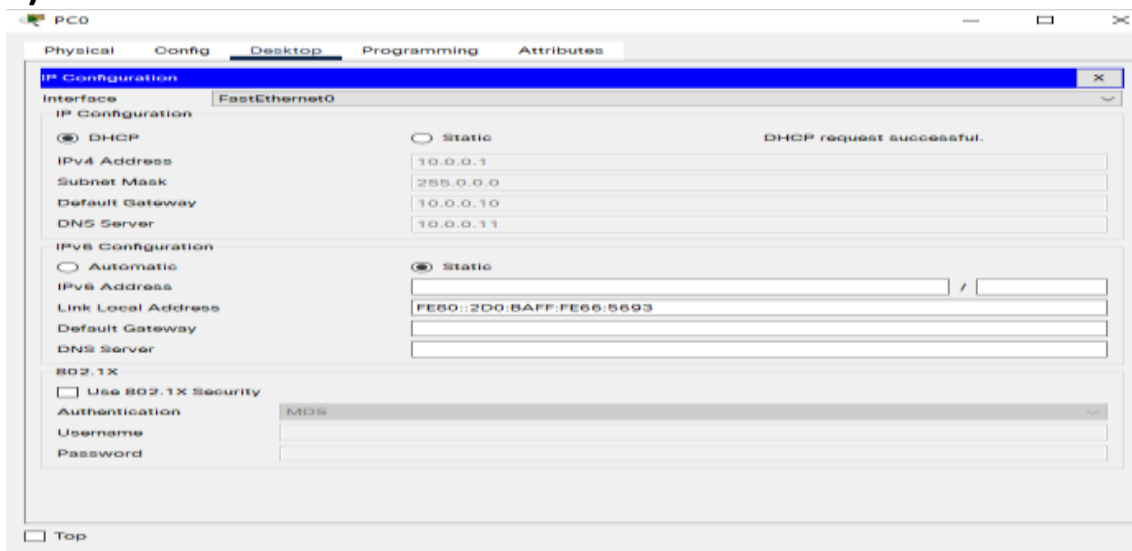 PC0
Physical Config Desktop Programming Attributes
IP Configuration X
Interface FastEthernet0
IP Configuration
DHCP Static DHCP request successful.
IPv4 Address 10.0.0.1
Subnet Mask 255.0.0.0
Default Gateway 10.0.0.10
DNS Server 10.0.0.11
IPv6 Configuration
Automatic Static
IPv6 Address /
Link Local Address FE80::2D0:BAFF:FE66:5693
Default Gateway
DNS Server
802.1X
Use 802.1X Security
Authentication MD5
Username
Password
Top